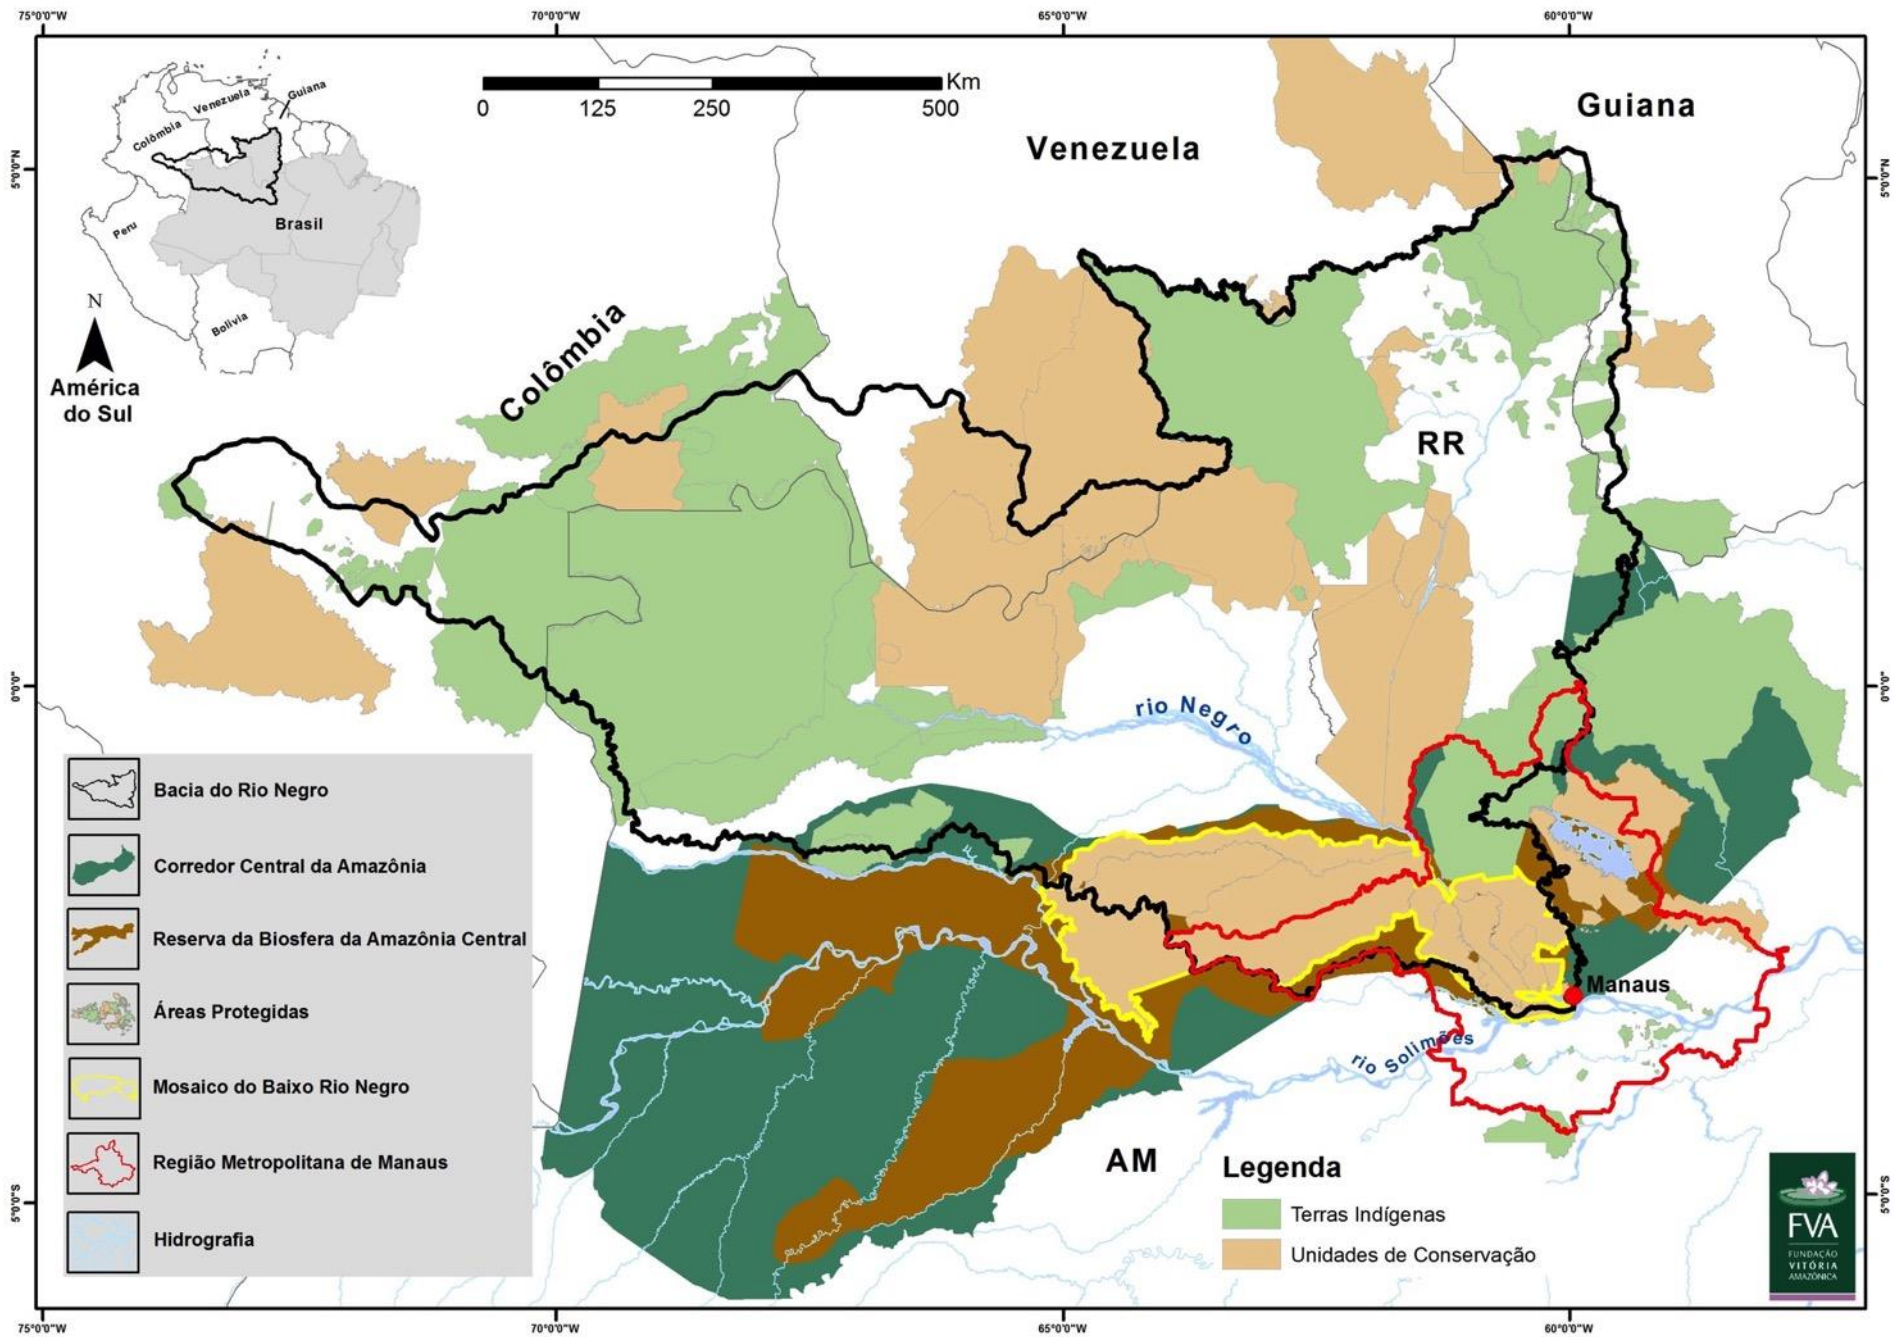 75°0'0"W
70°0'0"W
65°0'0"W
60°0'0"W
5°0'0"N
5°0'0"N
Venezuela
Guiana
Colômbia
Peru
Brasil
Bolívia
N
América
do Sul
Km
0
125
250
500
Venezuela
Guiana
Colômbia
RR
rio Negro
0°0'0"
0°0'0"
Bacia do Rio Negro
Corredor Central da Amazônia
Reserva da Biosfera da Amazônia Central
Áreas Protegidas
Mosaico do Baixo Rio Negro
Região Metropolitana de Manaus
Hidrografia
Manaus
rio Solimões
AM
Legenda
Terras Indígenas
Unidades de Conservação
FVA
FUNDAÇÃO
VITÓRIA
AMAZÔNICA
5°0'0"S
5°0'0"S
75°0'0"W
70°0'0"W
65°0'0"W
60°0'0"W